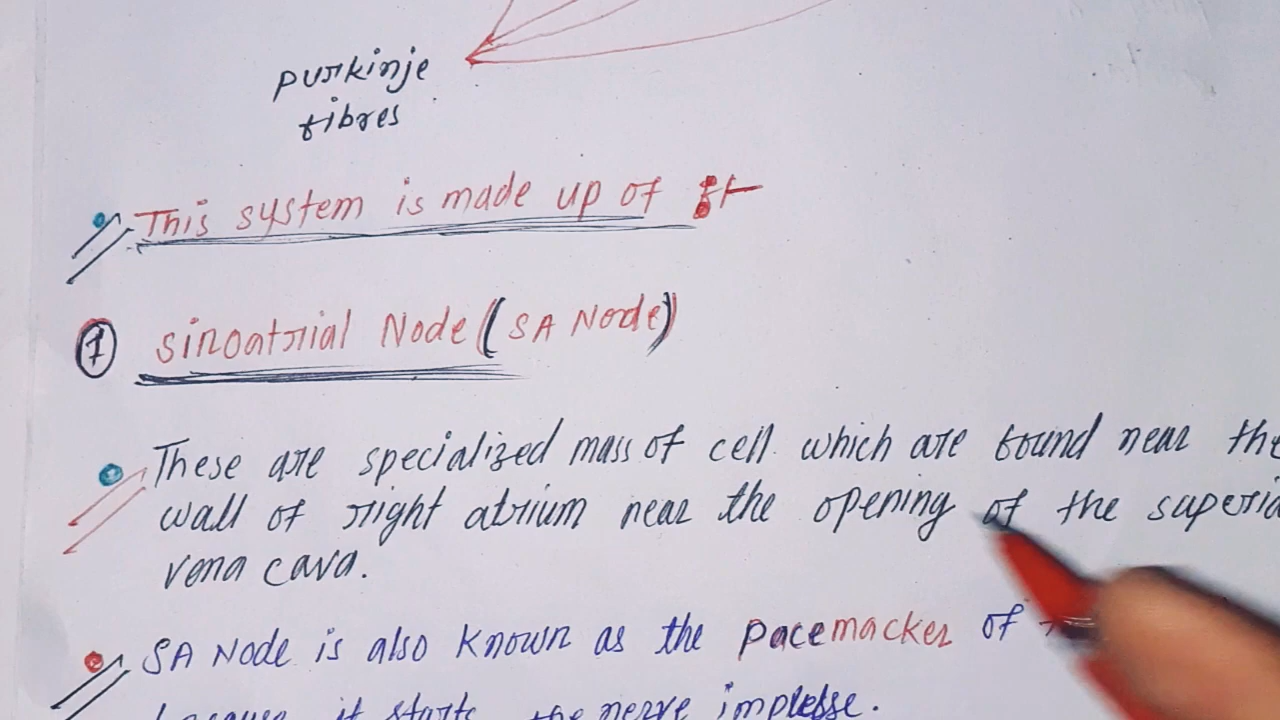 purkinje
fibres
This system is made up of :-
1 Sinoatrial Node (SA Node)
These are specialized mass of cell which are found near the
wall of right atrium near the opening of the superio
vena cava.
SA Node is also known as the pacemacker of
because it starts the nerve implesse.